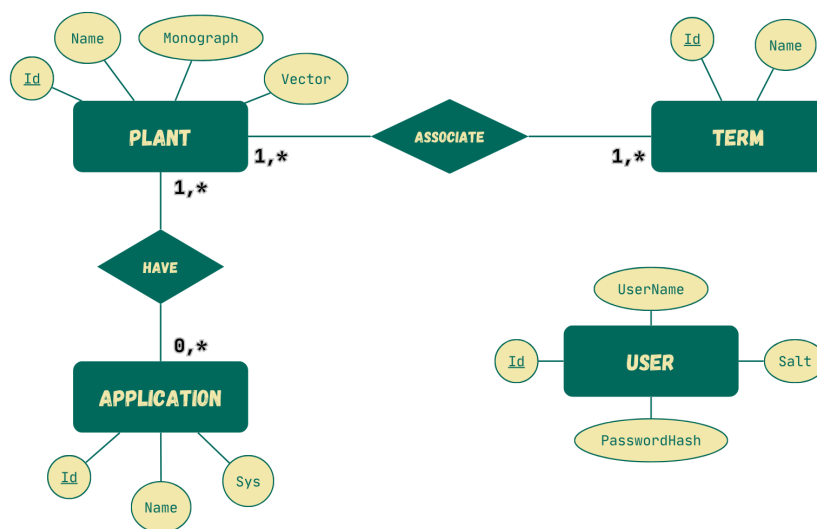 Name
Monograph
Id
Vector
PLANT
1,*
1,*
ASSOCIATE
1,*
Id
Name
TERM
HAVE
0,*
APPLICATION
Id
Name
Sys
UserName
Id
USER
Salt
PasswordHash